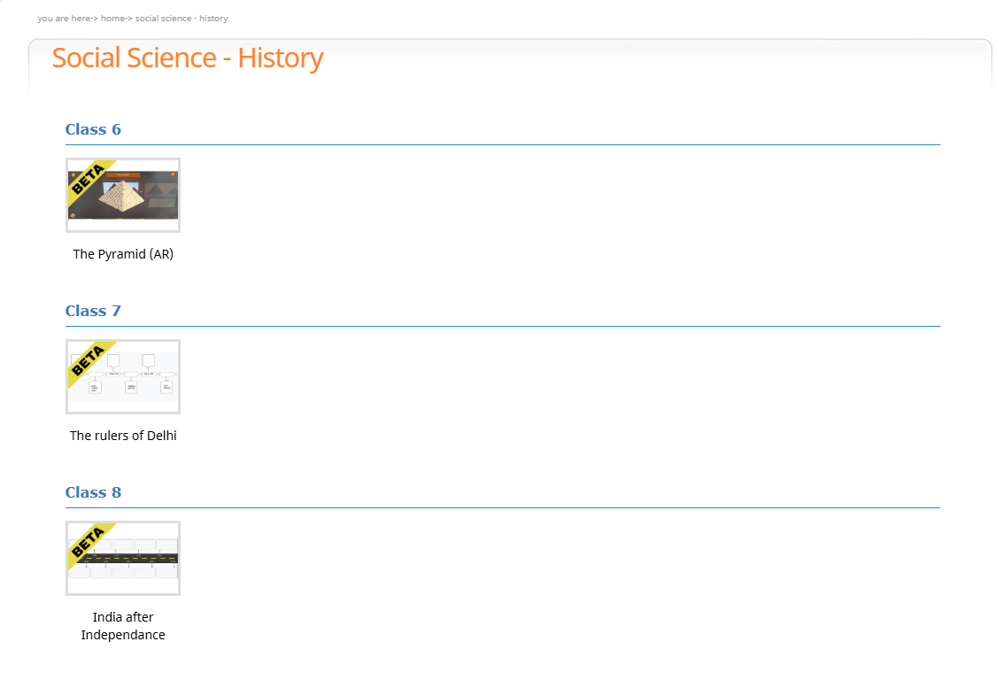 you are here-> home-> social science - history
Social Science - History
Class 6
BETA
The Pyramid (AR)
Class 7
BETA
The rulers of Delhi
Class 8
BETA
India after
Independance